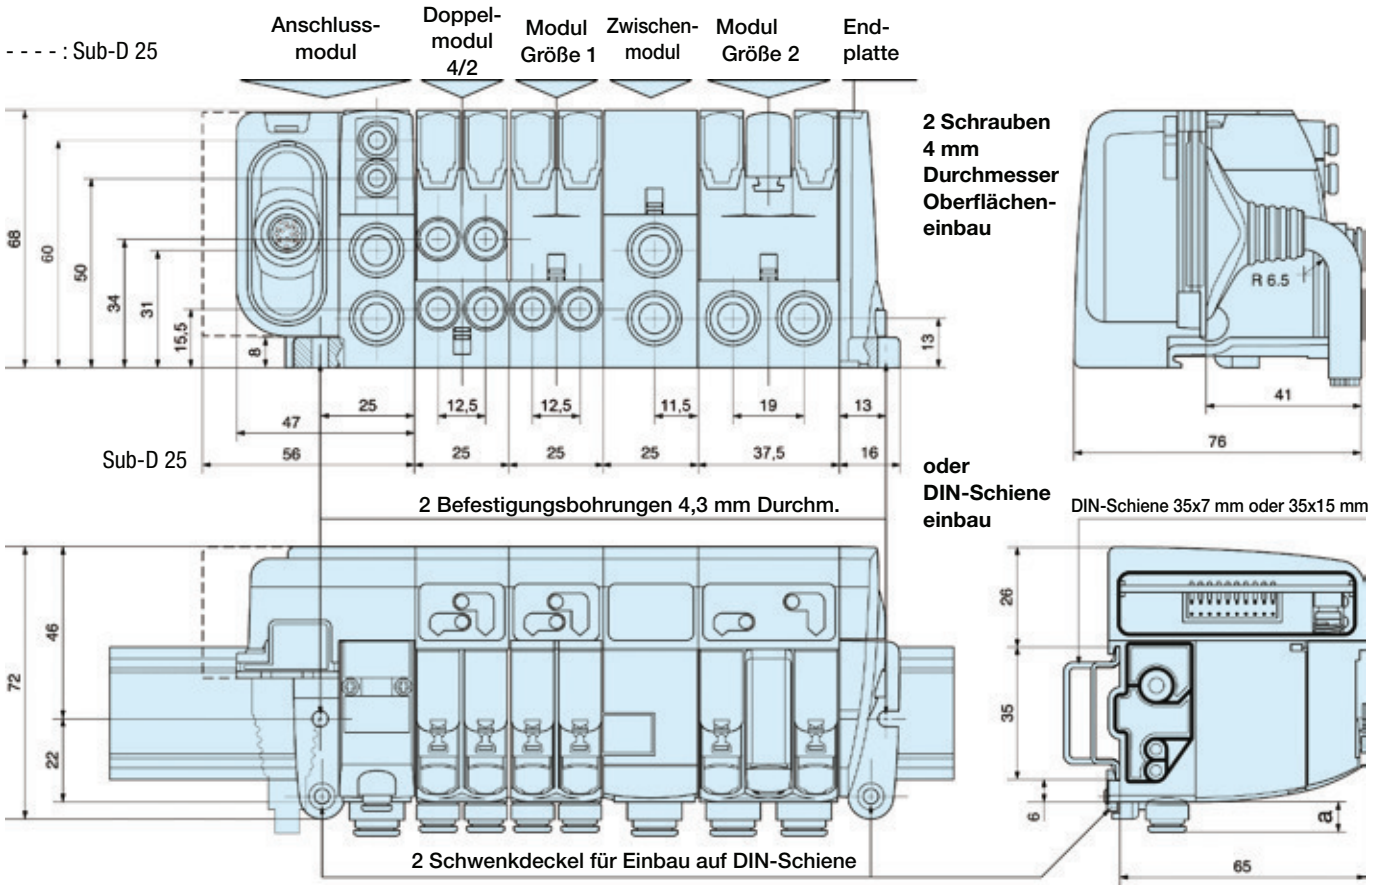 Anschluss-
modul
Doppel-
modul
4/2
Modul
Größe 1
Zwischen-
modul
Modul
Größe 2
End-
platte
- - - - : Sub-D 25
2 Schrauben
4 mm
Durchmesser
Oberflächen-
einbau
68
60
50
34
31
15,5
8
13
R 6.5
25
12,5
12,5
11,5
19
13
41
47
76
Sub-D 25
56
25
25
25
37,5
16
oder
DIN-Schiene
einbau
2 Befestigungsbohrungen 4,3 mm Durchm.
DIN-Schiene 35x7 mm oder 35x15 mm
72
46
22
26
35
6
a
2 Schwenkdeckel für Einbau auf DIN-Schiene
65